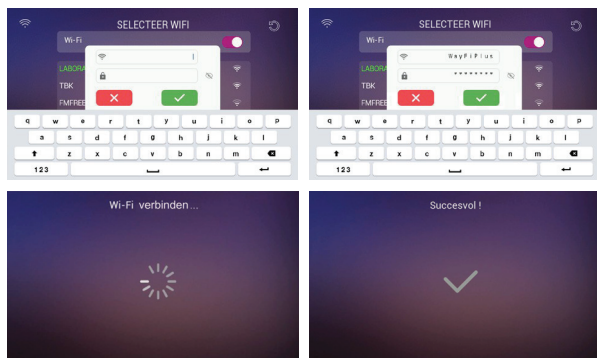 SELECTEER WIFI
Wi-Fi
LABORA
TBK
FMFREE
q w e r t y u i o p
a s d f g h j k l
z x c v b n m
123
SELECTEER WIFI
Wi-Fi
WayFiPlus
********
LABORA
TBK
FMFREE
q w e r t y u i o p
a s d f g h j k l
z x c v b n m
123
Wi-Fi verbinden...
Succesvol !